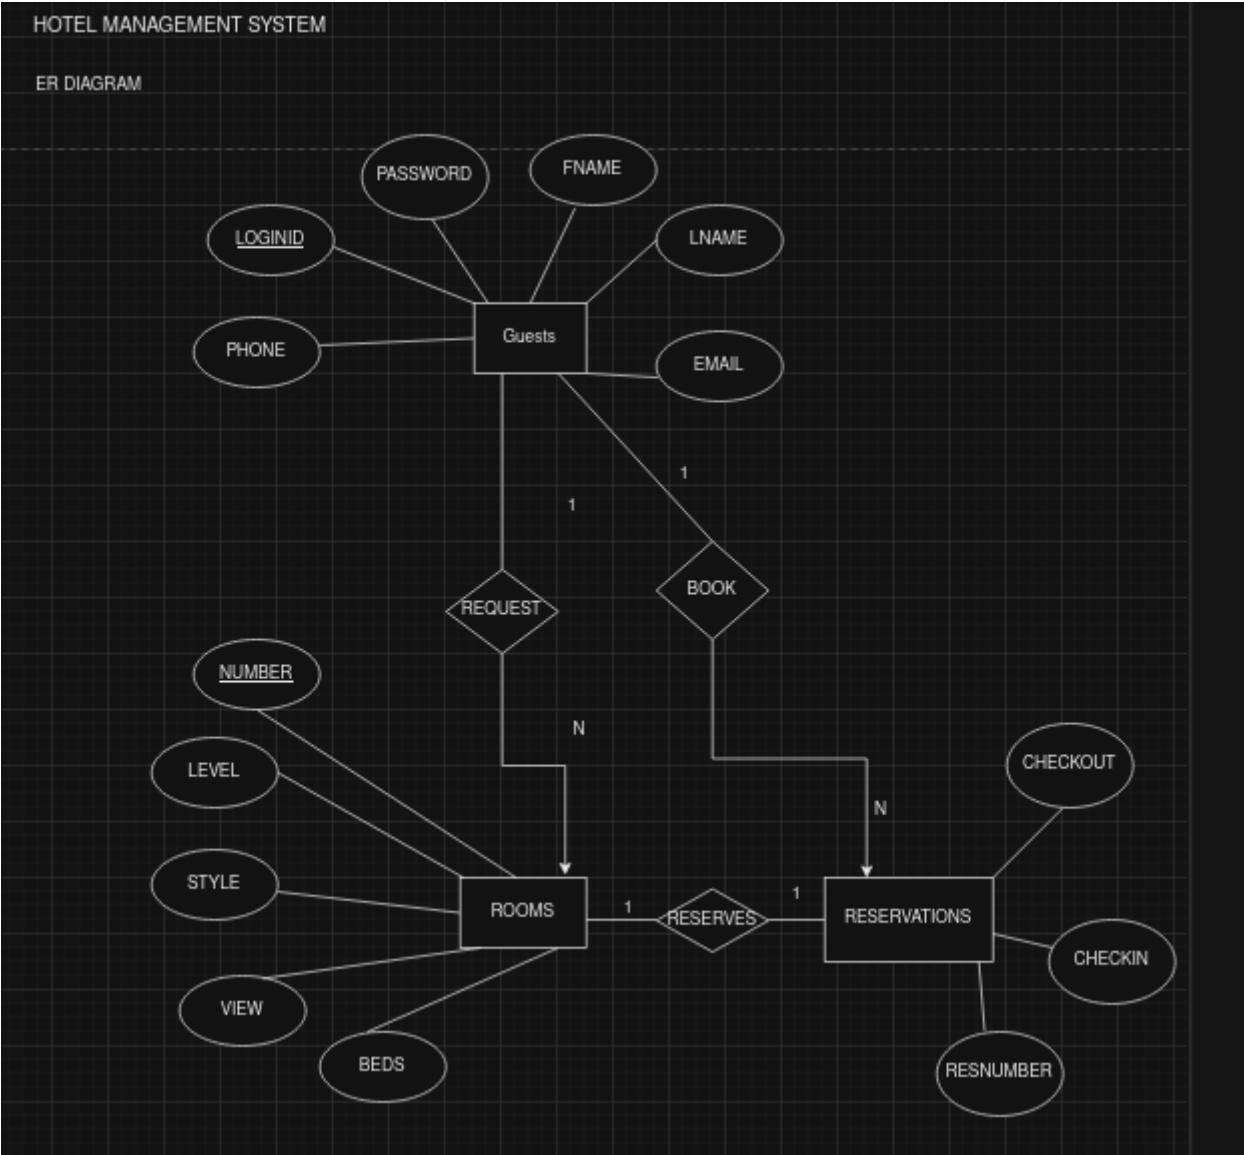 HOTEL MANAGEMENT SYSTEM
ER DIAGRAM
PASSWORD
FNAME
LOGINID
LNAME
Guests
PHONE
EMAIL
1
1
BOOK
REQUEST
NUMBER
N
LEVEL
CHECKOUT
N
STYLE
ROOMS
1
RESERVES
1
RESERVATIONS
CHECKIN
VIEW
BEDS
RESNUMBER